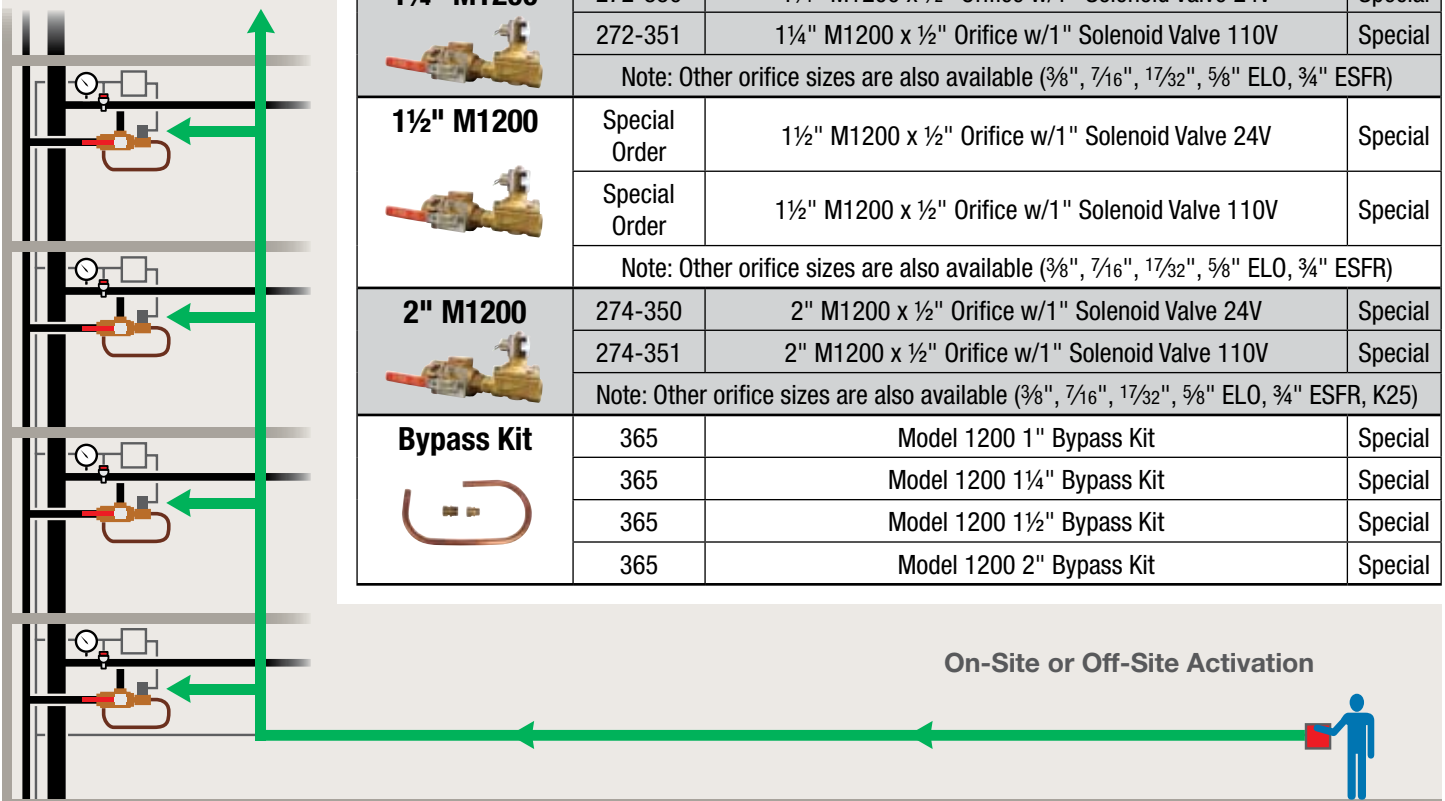 1¼" M1200
272-351 1¼" M1200 x ½" Orifice w/1" Solenoid Valve 110V Special
Note: Other orifice sizes are also available (⅜", 7⁄16", 17⁄32", ⅝" ELO, ¾" ESFR)
1½" M1200
Special
Order
1½" M1200 x ½" Orifice w/1" Solenoid Valve 24V Special
Special
Order
1½" M1200 x ½" Orifice w/1" Solenoid Valve 110V Special
Note: Other orifice sizes are also available (⅜", 7⁄16", 17⁄32", ⅝" ELO, ¾" ESFR)
2" M1200
274-350 2" M1200 x ½" Orifice w/1" Solenoid Valve 24V Special
274-351 2" M1200 x ½" Orifice w/1" Solenoid Valve 110V Special
Note: Other orifice sizes are also available (⅜", 7⁄16", 17⁄32", ⅝" ELO, ¾" ESFR, K25)
Bypass Kit
365 Model 1200 1" Bypass Kit Special
365 Model 1200 1¼" Bypass Kit Special
365 Model 1200 1½" Bypass Kit Special
365 Model 1200 2" Bypass Kit Special
On-Site or Off-Site Activation